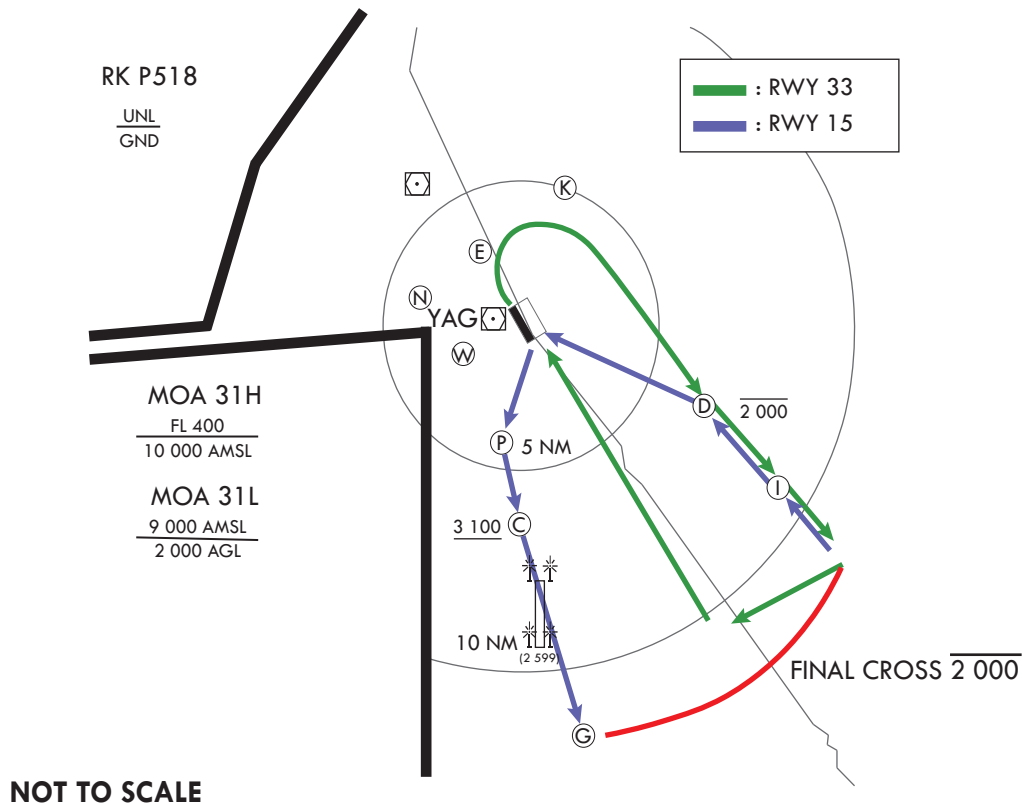 RK P518
UNL
GND
: RWY 33
: RWY 15
K
E
N
YAG
W
MOA 31H
FL 400
10 000 AMSL
MOA 31L
9 000 AMSL
2 000 AGL
D
2 000
P
5 NM
I
3 100
C
10 NM
(2 599)
FINAL CROSS 2 000
G
NOT TO SCALE